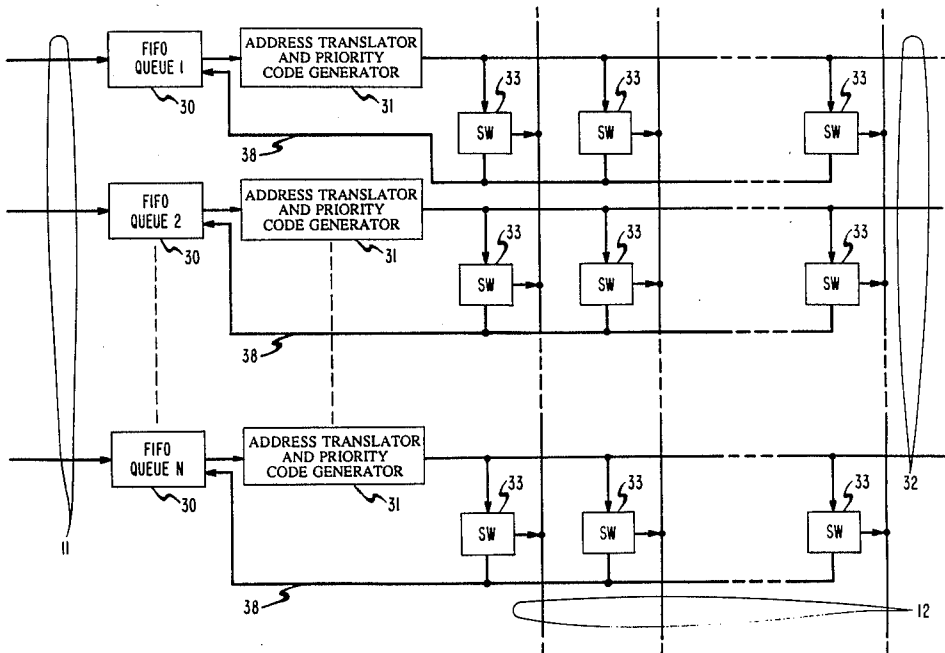 FIFO
QUEUE 1
30
ADDRESS TRANSLATOR
AND PRIORITY
CODE GENERATOR
31
33
SW
33
SW
33
SW
38
FIFO
QUEUE 2
30
ADDRESS TRANSLATOR
AND PRIORITY
CODE GENERATOR
31
33
SW
33
SW
33
SW
38
FIFO
QUEUE N
30
ADDRESS TRANSLATOR
AND PRIORITY
CODE GENERATOR
31
33
SW
33
SW
33
SW
32
11
38
12